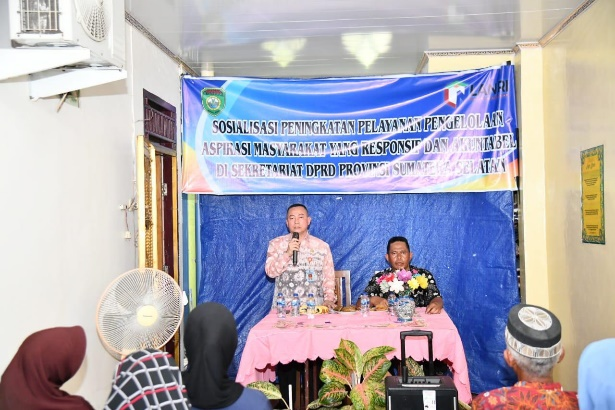 LANRI
SOSIALISASI PENINGKATAN PELAYANAN PENGELOLAAN
ASPIRASI MASYARAKAT YANG RESPONSIF DAN AKUNTABEL
DI SEKRETARIAT DPRD PROVINSI SUMATERA SELATAN